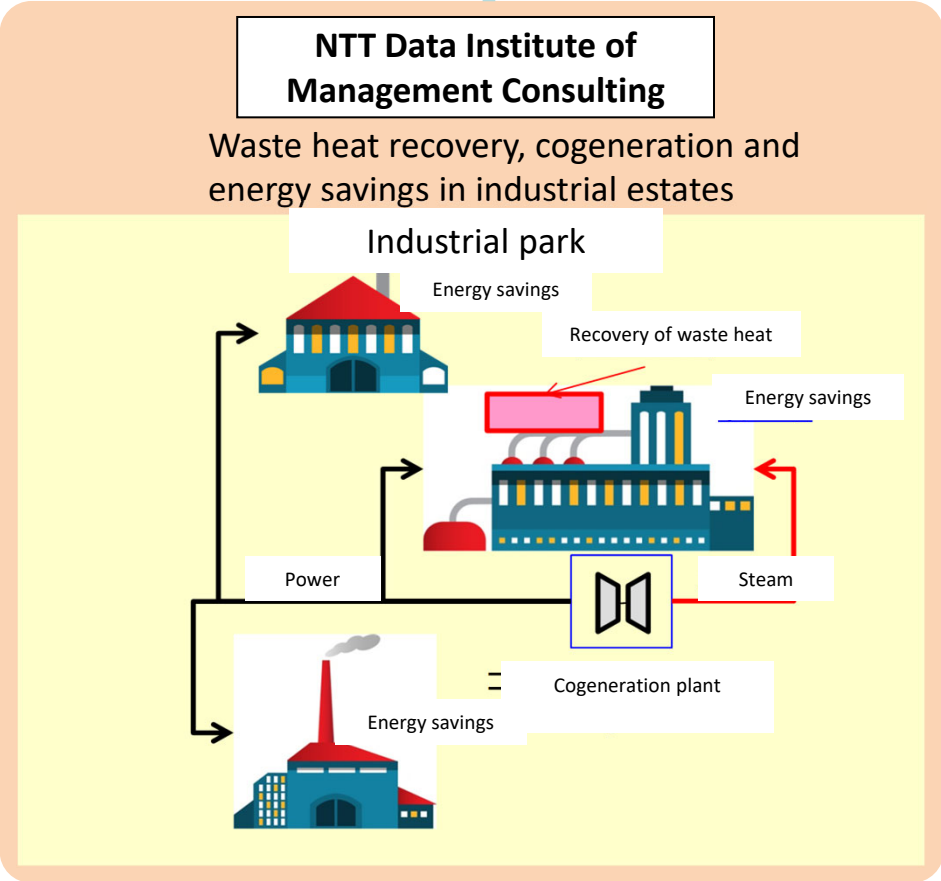 NTT Data Institute of
Management Consulting
Waste heat recovery, cogeneration and
energy savings in industrial estates
Industrial park
Energy savings
Recovery of waste heat
Energy savings
Power
Steam
Cogeneration plant
Energy savings